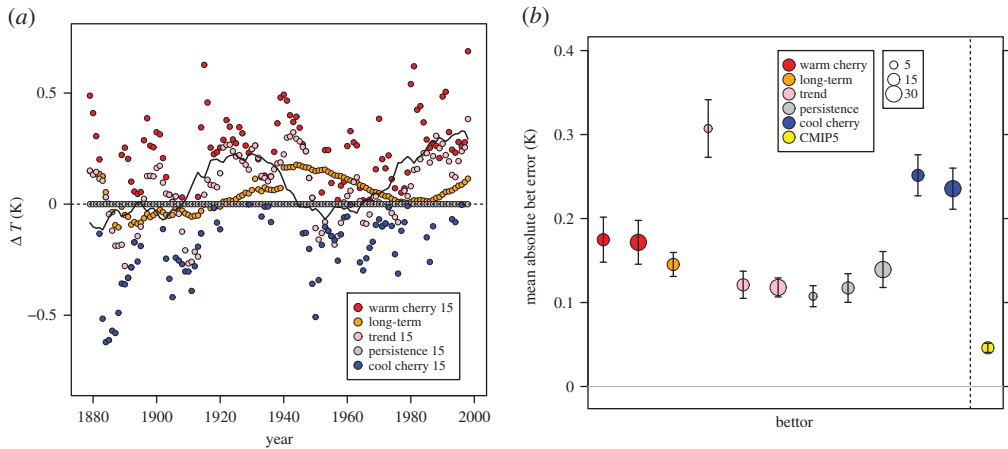 (a)
Δ T (K)
0.5
0
−0.5
warm cherry 15
long-term
trend 15
persistence 15
cool cherry 15
1880 1900 1920 1940 1960 1980 2000
year
(b)
mean absolute bet error (K)
0.4
0.3
0.2
0.1
0
warm cherry
long-term
trend
persistence
cool cherry
CMIP5
5
15
30
bettor